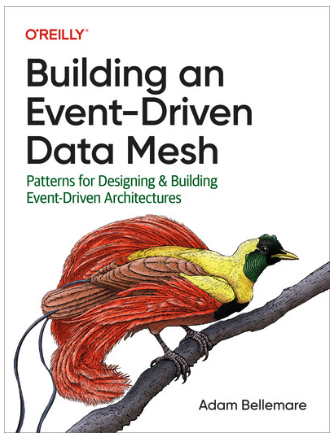 O'REILLY®
Building an
Event-Driven
Data Mesh
Patterns for Designing & Building
Event-Driven Architectures
Adam Bellemare